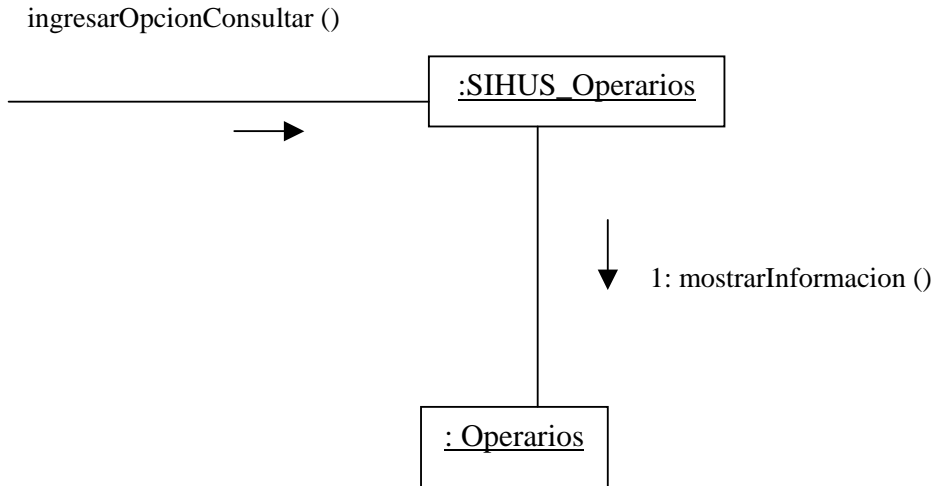 ingresarOpcionConsultar ()
:SIHUS_Operarios
1: mostrarInformacion ()
: Operarios